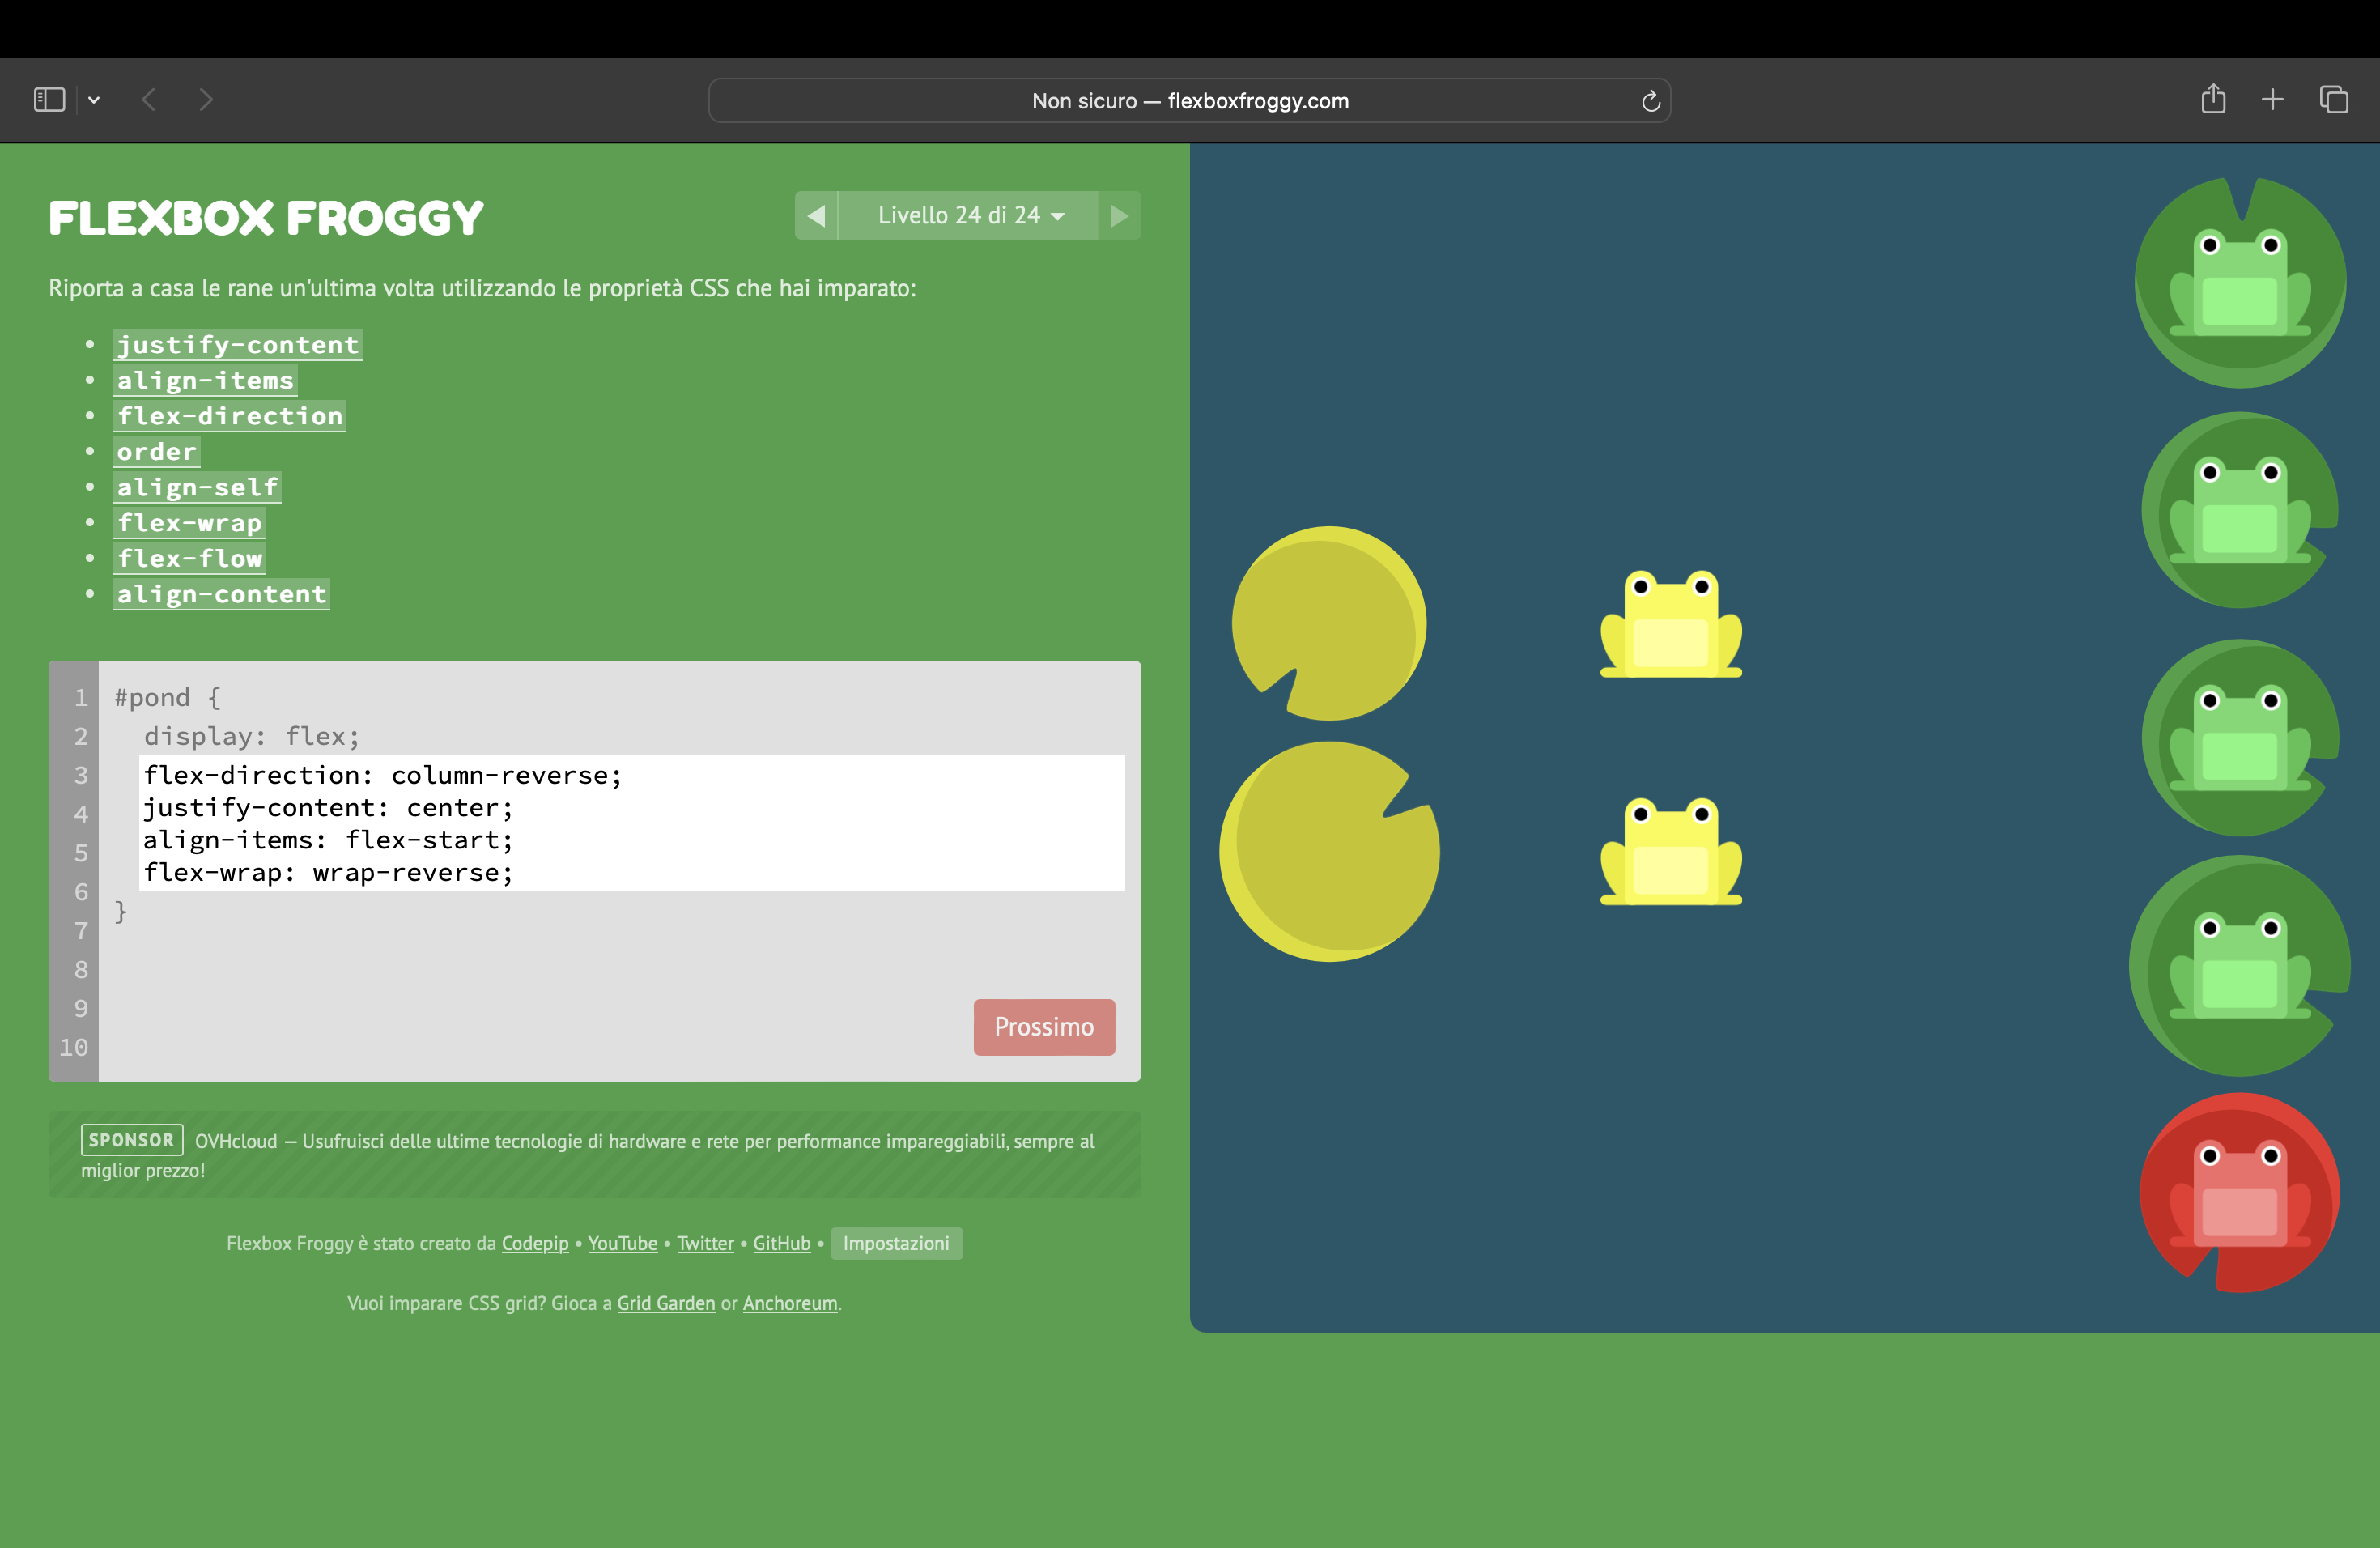 Non sicuro — flexboxfroggy.com
FLEXBOX FROGGY
Livello 24 di 24
Riporta a casa le rane un'ultima volta utilizzando le proprietà CSS che hai imparato:
• justify-content
• align-items
• flex-direction
• order
• align-self
• flex-wrap
• flex-flow
• align-content
1 #pond {
2 display: flex;
3 flex-direction: column-reverse;
4 justify-content: center;
5 align-items: flex-start;
6 flex-wrap: wrap-reverse;
7 }
8
9
10
Prossimo
SPONSOR OVHcloud — Usufruisci delle ultime tecnologie di hardware e rete per performance impareggiabili, sempre al
miglior prezzo!
Flexbox Froggy è stato creato da Codepip • YouTube • Twitter • GitHub • Impostazioni
Vuoi imparare CSS grid? Gioca a Grid Garden or Anchoreum.